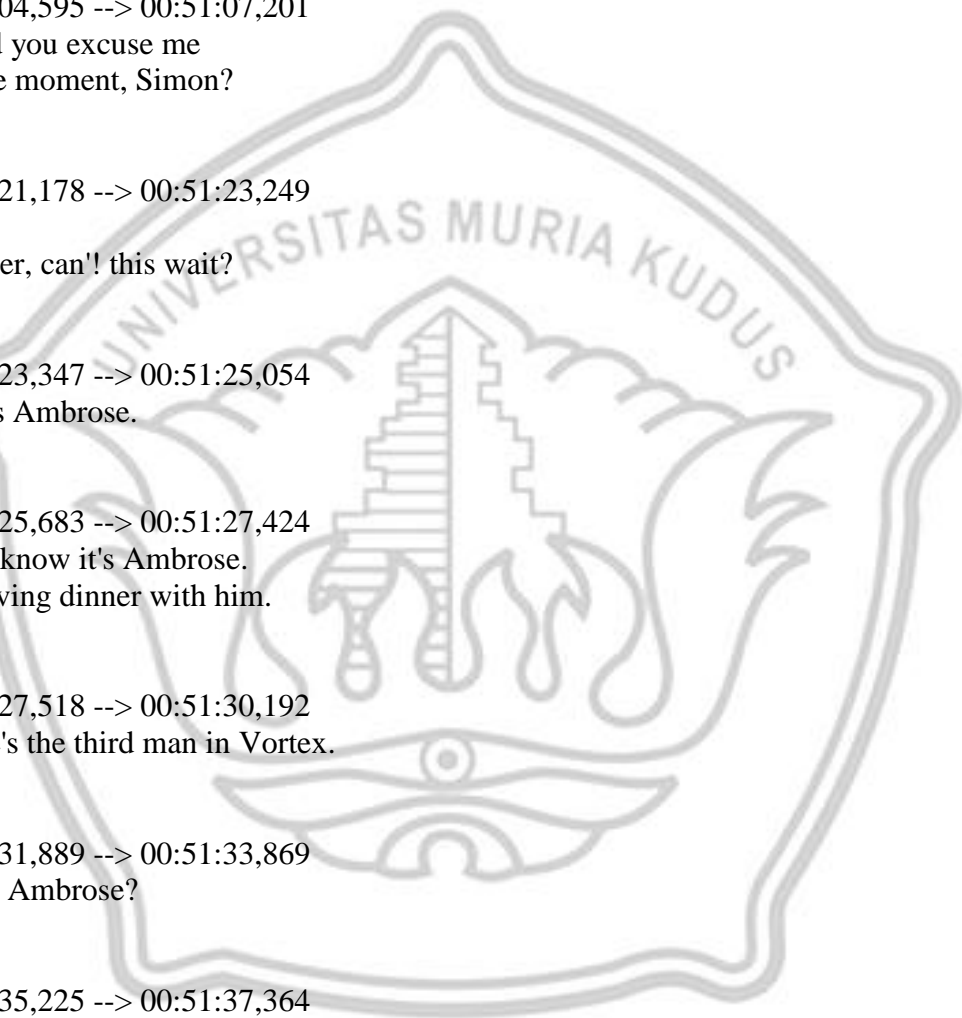 04,595 --> 00:51:07,201
d you excuse me
e moment, Simon?
21,178 --> 00:51:23,249
er, can'! this wait?
23,347 --> 00:51:25,054
s Ambrose.
25,683 --> 00:51:27,424
know it's Ambrose.
ving dinner with him.
27,518 --> 00:51:30,192
's the third man in Vortex.
31,889 --> 00:51:33,869
Ambrose?
35,225 --> 00:51:37,364
UNIVERSITAS MURIA KUDUS